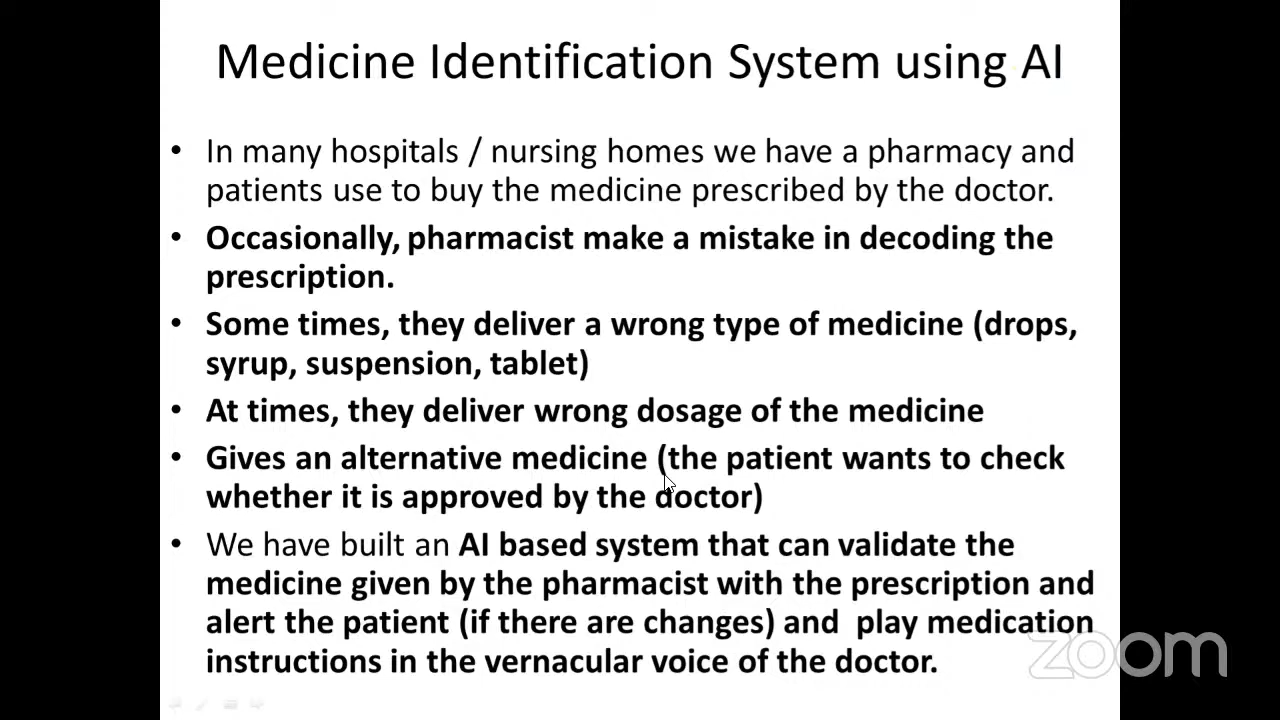 Medicine Identification System using AI
• In many hospitals / nursing homes we have a pharmacy and
patients use to buy the medicine prescribed by the doctor.
• Occasionally, pharmacist make a mistake in decoding the
prescription.
• Some times, they deliver a wrong type of medicine (drops,
syrup, suspension, tablet)
• At times, they deliver wrong dosage of the medicine
• Gives an alternative medicine (the patient wants to check
whether it is approved by the doctor)
• We have built an AI based system that can validate the
medicine given by the pharmacist with the prescription and
alert the patient (if there are changes) and  play medication
instructions in the vernacular voice of the doctor.
zoom